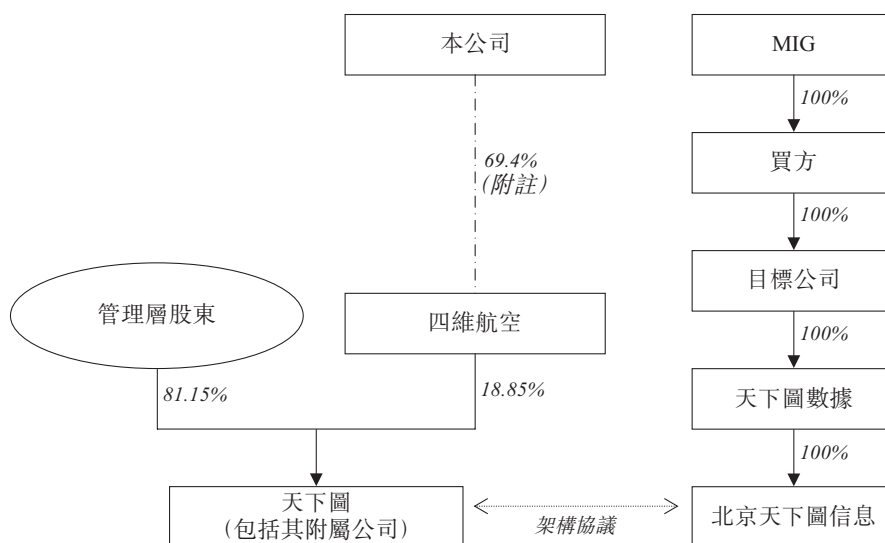 本公司
MIG
100%
69.4%
(附註)
買方
100%
目標公司
管理層股東
四維航空
100%
81.15%
18.85%
天下圖數據
100%
天下圖
(包括其附屬公司)
架構協議
北京天下圖信息